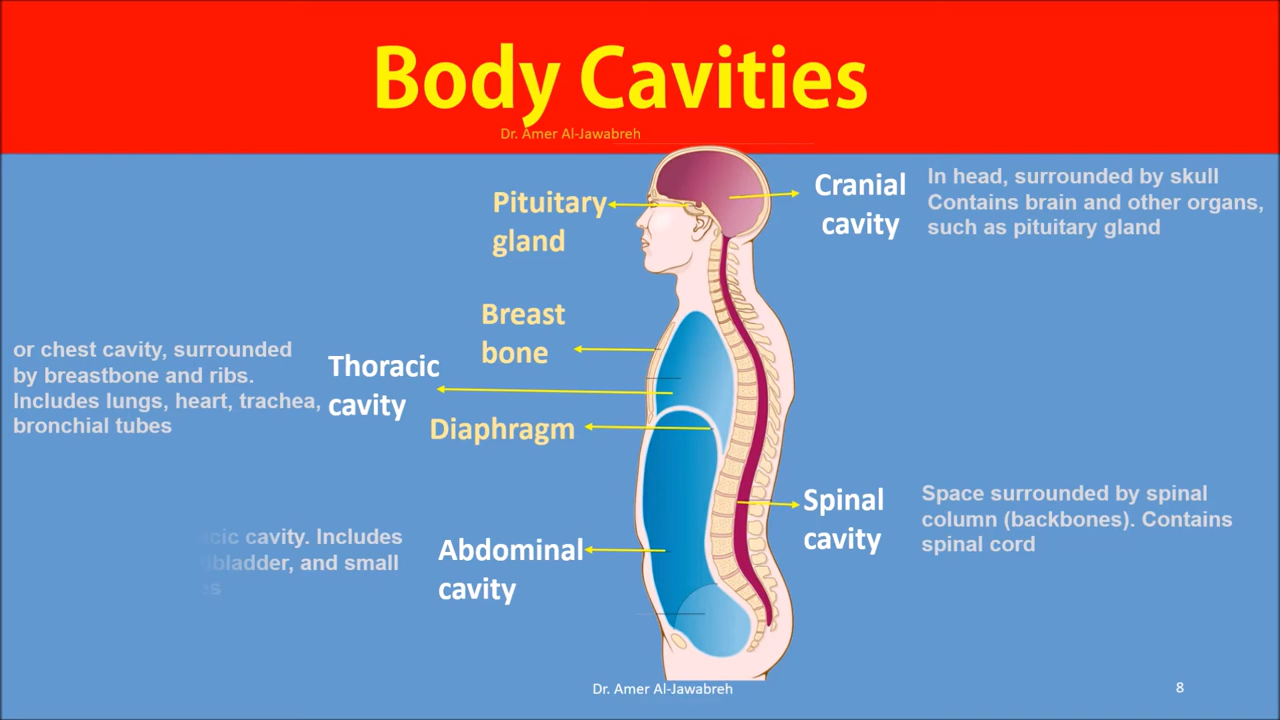 Body Cavities
Dr. Amer Al-Jawabreh
Pituitary
gland
Cranial
cavity
In head, surrounded by skull
Contains brain and other organs,
such as pituitary gland
Breast
bone
or chest cavity, surrounded
by breastbone and ribs.
Includes lungs, heart, trachea,
bronchial tubes
Thoracic
cavity
Diaphragm
Spinal
cavity
Space surrounded by spinal
column (backbones). Contains
spinal cord
cavity. Includes
and small
Abdominal
cavity
Dr. Amer Al-Jawabreh
8